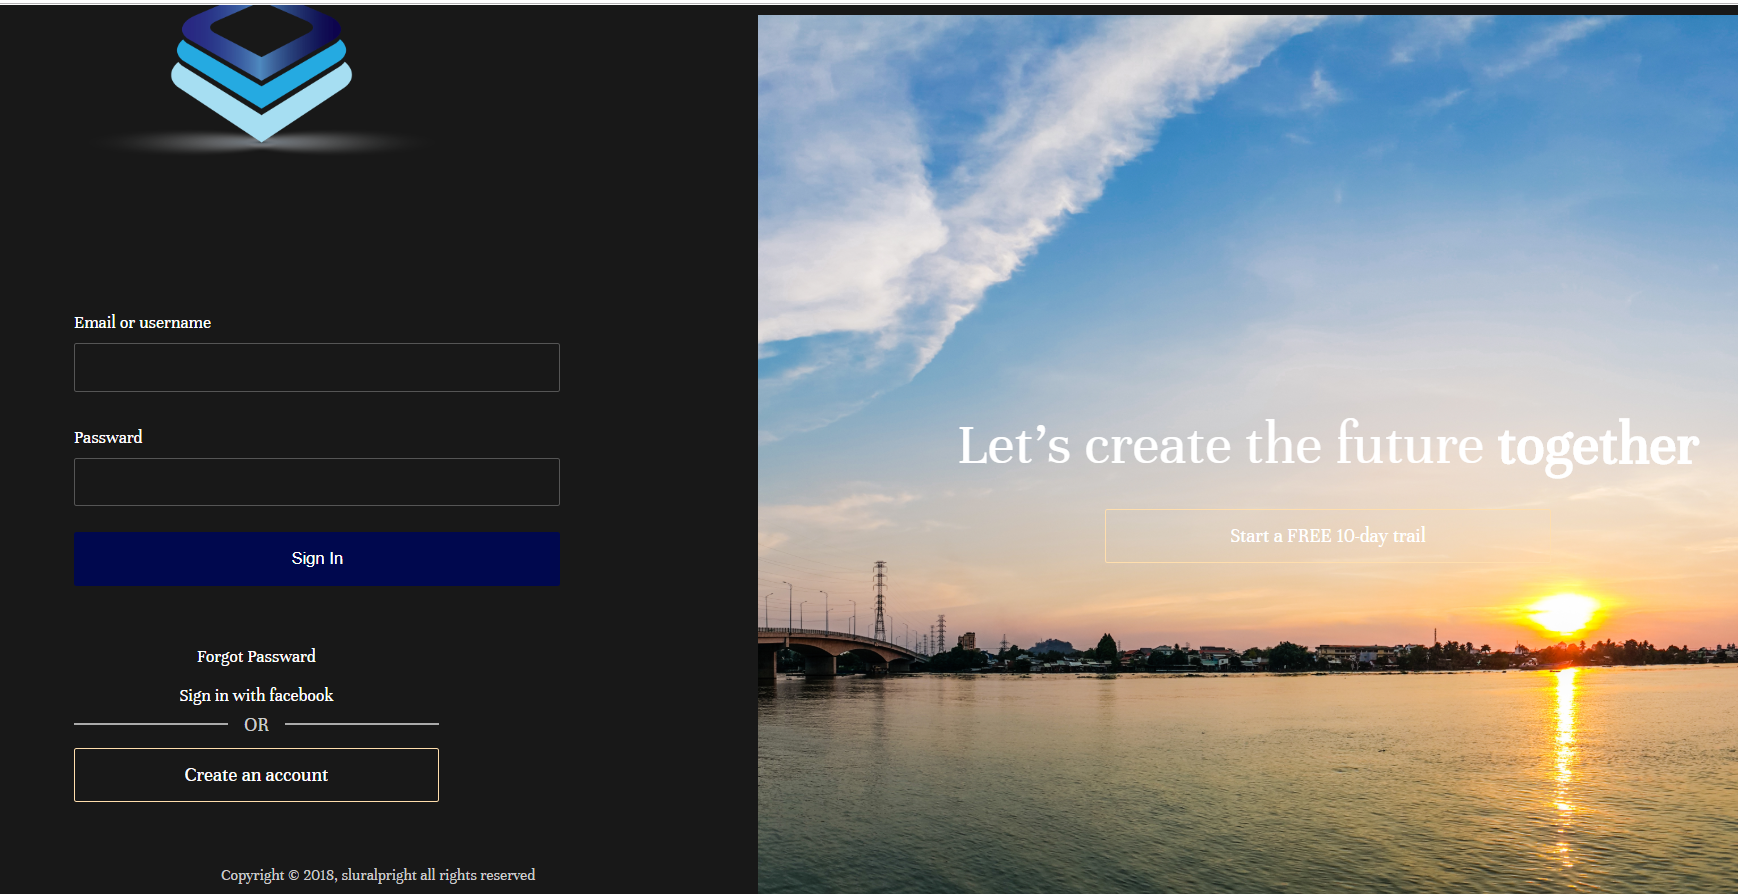 Email or username
Passward
Sign In
Forgot Passward
Sign in with facebook
OR
Create an account
Copyright © 2018, sluralpright all rights reserved
Let's create the future together
Start a FREE 10-day trail